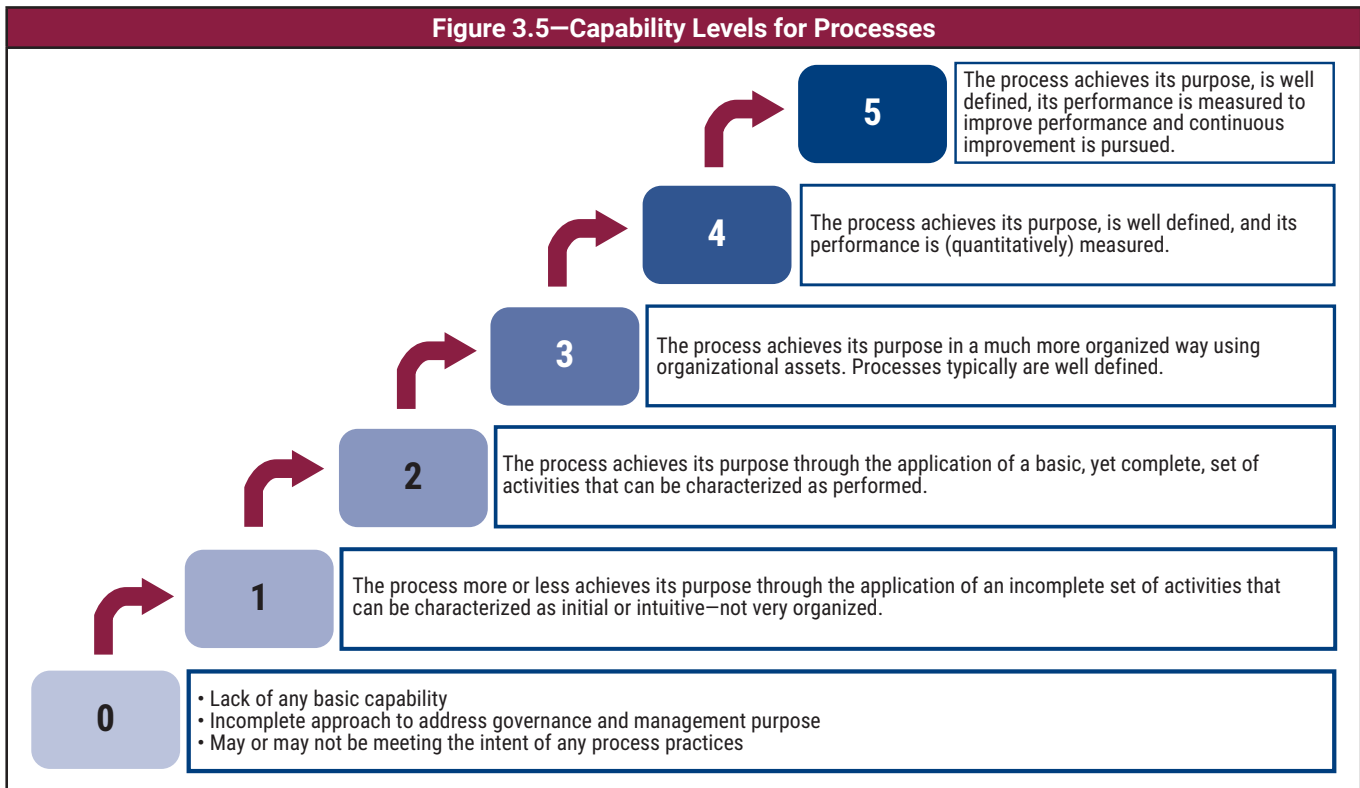 Figure 3.5—Capability Levels for Processes
5
The process achieves its purpose, is well
defined, its performance is measured to
improve performance and continuous
improvement is pursued.
4
The process achieves its purpose, is well defined, and its
performance is (quantitatively) measured.
3
The process achieves its purpose in a much more organized way using
organizational assets. Processes typically are well defined.
2
The process achieves its purpose through the application of a basic, yet complete, set of
activities that can be characterized as performed.
1
The process more or less achieves its purpose through the application of an incomplete set of activities that
can be characterized as initial or intuitive—not very organized.
0
• Lack of any basic capability
• Incomplete approach to address governance and management purpose
• May or may not be meeting the intent of any process practices